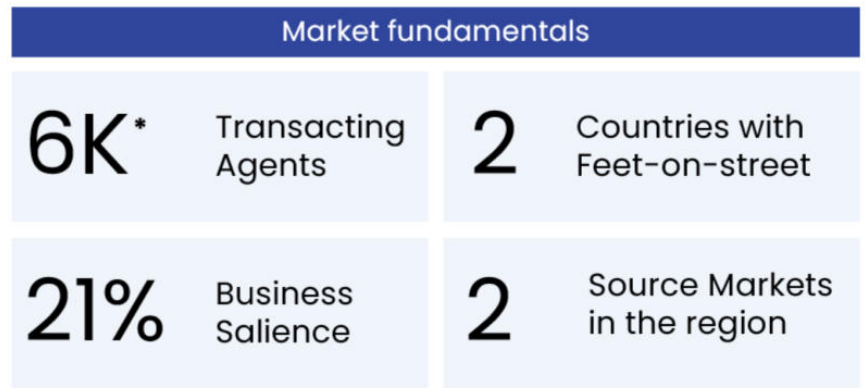 Market fundamentals
6K*
Transacting
Agents
2
Countries with
Feet-on-street
21%
Business
Salience
2
Source Markets
in the region